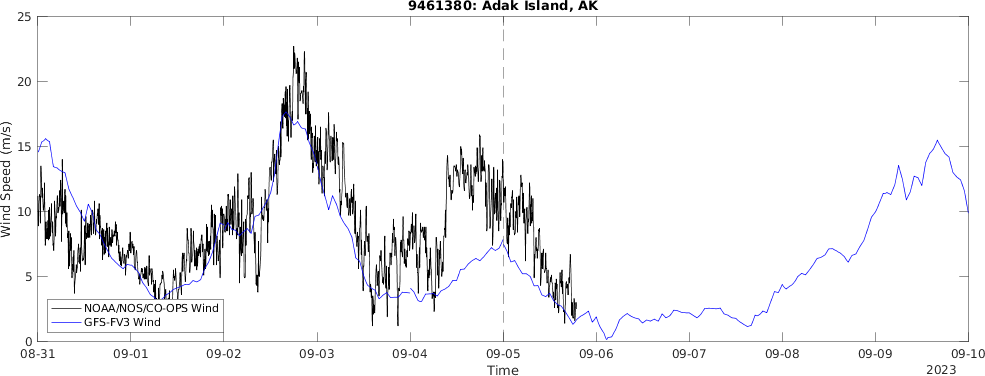 9461380: Adak Island, AK
Wind Speed (m/s)
25
20
15
10
5
0
NOAA/NOS/CO-OPS Wind
GFS-FV3 Wind
08-31 09-01 09-02 09-03 09-04 09-05 09-06 09-07 09-08 09-09 09-10
Time
2023